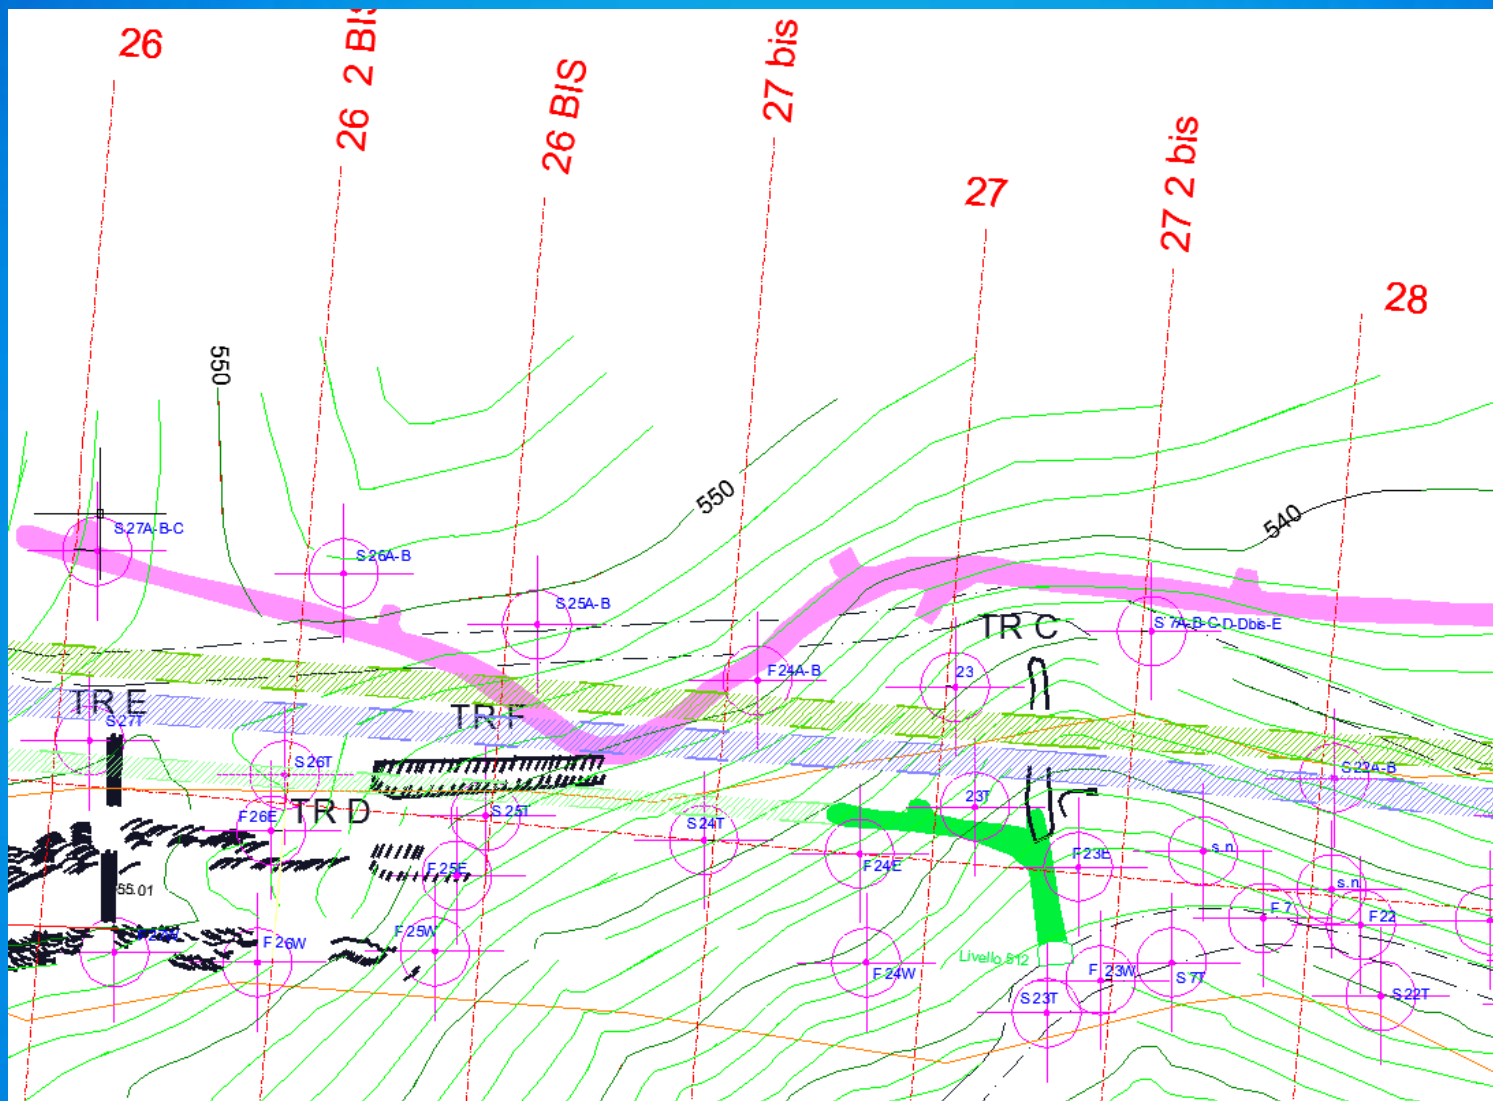 26
26 2 BIS
26 BIS
27 bis
27
27 2 bis
28
550
550
540
S27A-B-C
S26A-B
S25A-B
F24A-B
23
TR C
S7A-B-C-D-Dbis-E
TR E
S27T
TR F
S26T
S22A-B
F26E
TR D
S25T
S24T
23T
F25E
F24E
F23E
s.n
s.n
55.01
F7
F22
F26W
F25W
F24W
Livello 512
F23W
S7T
S23T
S22T